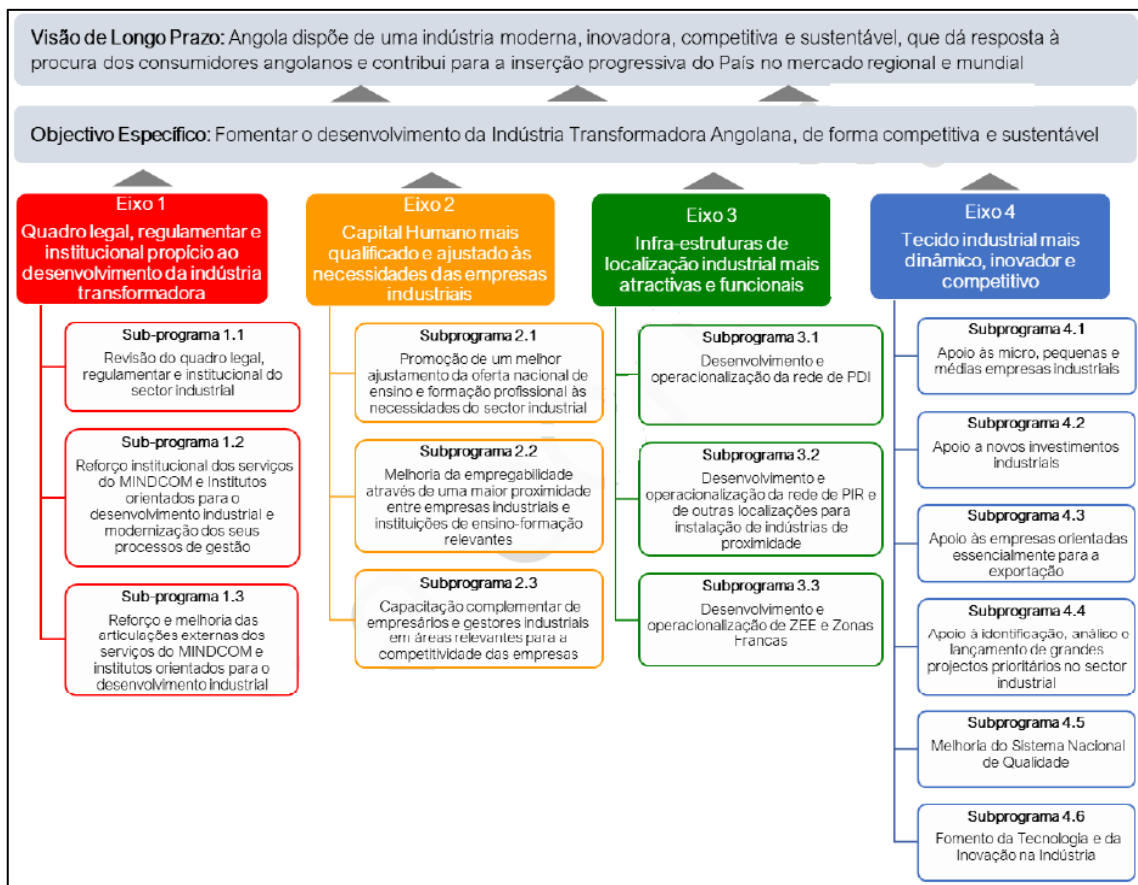 Visão de Longo Prazo: Angola dispõe de uma indústria moderna, inovadora, competitiva e sustentável, que dá resposta à
procura dos consumidores angolanos e contribui para a inserção progressiva do País no mercado regional e mundial
Objectivo Específico: Fomentar o desenvolvimento da Indústria Transformadora Angolana, de forma competitiva e sustentável
Eixo 1
Quadro legal, regulamentar e
institucional propício ao
desenvolvimento da indústria
transformadora
Sub-programa 1.1
Revisão do quadro legal,
regulamentar e institucional do
sector industrial
Sub-programa 1.2
Reforço institucional dos serviços
do MINDCOM e Institutos
orientados para o
desenvolvimento industrial e
modernização dos seus
processos de gestão
Sub-programa 1.3
Reforço e melhoria das
articulações externas dos
serviços do MINDCOM e
institutos orientados para o
desenvolvimento industrial
Eixo 2
Capital Humano mais
qualificado e ajustado às
necessidades das empresas
industriais
Subprograma 2.1
Promoção de um melhor
ajustamento da oferta nacional de
ensino e formação profissional às
necessidades do sector industrial
Subprograma 2.2
Melhoria da empregabilidade
através de uma maior proximidade
entre empresas industriais e
instituições de ensino-formação
relevantes
Subprograma 2.3
Capacitação complementar de
empresários e gestores industriais
em áreas relevantes para a
competitividade das empresas
Eixo 3
Infra-estruturas de
localização industrial mais
atractivas e funcionais
Subprograma 3.1
Desenvolvimento e
operacionalização da rede de PDI
Subprograma 3.2
Desenvolvimento e
operacionalização da rede de PIR e
de outras localizações para
instalação de indústrias de
proximidade
Subprograma 3.3
Desenvolvimento e
operacionalização de ZEE e Zonas
Francas
Eixo 4
Tecido industrial mais
dinâmico, inovador e
competitivo
Subprograma 4.1
Apoio às micro, pequenas e
médias empresas industriais
Subprograma 4.2
Apoio a novos investimentos
industriais
Subprograma 4.3
Apoio às empresas orientadas
essencialmente para a
exportação
Subprograma 4.4
Apoio à identificação, análise e
lançamento de grandes
projectos prioritários no sector
industrial
Subprograma 4.5
Melhoria do Sistema Nacional
de Qualidade
Subprograma 4.6
Fomento da Tecnologia e da
Inovação na Indústria